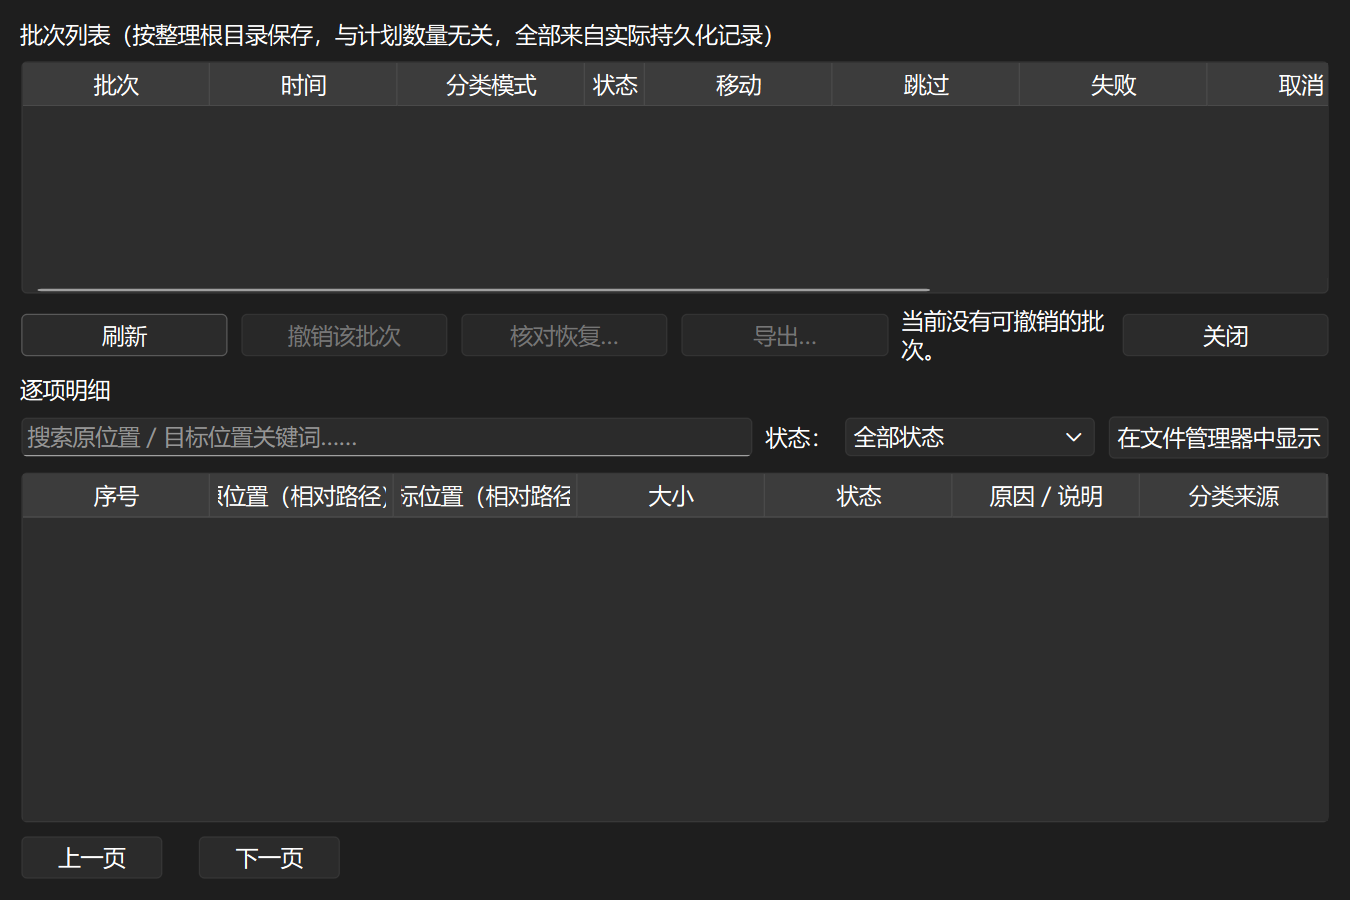 批次列表（按整理根目录保存，与计划数量无关，全部来自实际持久化记录）
批次 时间 分类模式 状态 移动 跳过 失败 取消
刷新 撤销该批次 核对恢复... 导出... 当前没有可撤销的批次。 关闭
逐项明细
搜索原位置 / 目标位置关键词…… 状态： 全部状态 在文件管理器中显示
序号 位置（相对路径） 标位置（相对路径 大小 状态 原因 / 说明 分类来源
上一页 下一页